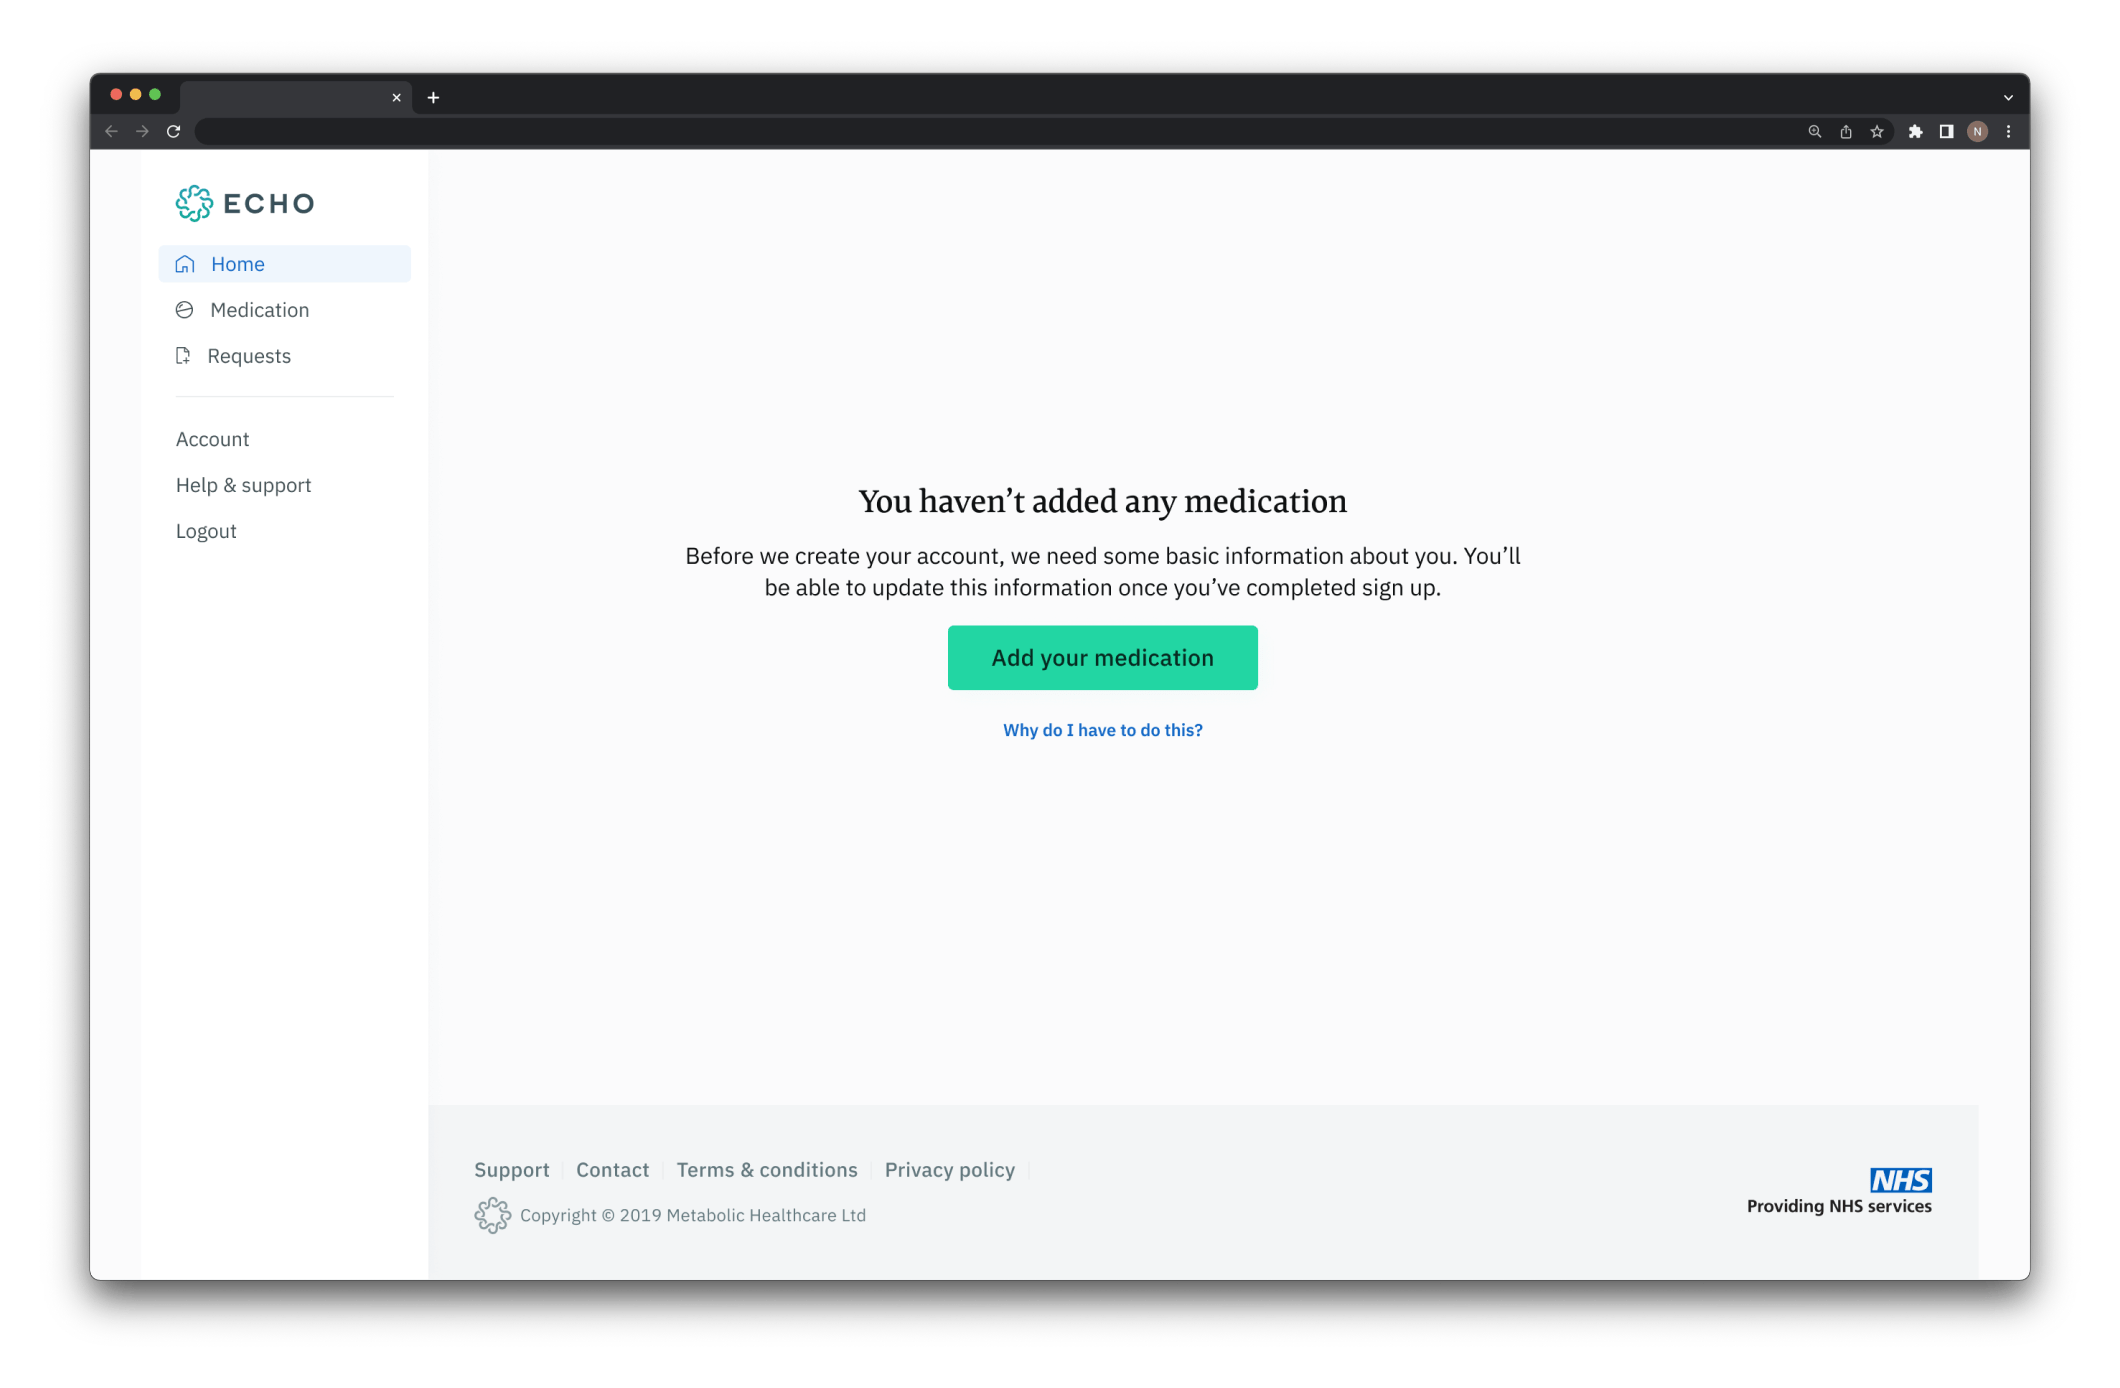 N
ECHO
Home
Medication
Requests
Account
Help & support
Logout
You haven’t added any medication
Before we create your account, we need some basic information about you. You’ll
be able to update this information once you’ve completed sign up.
Add your medication
Why do I have to do this?
Support
Contact
Terms & conditions
Privacy policy
Copyright © 2019 Metabolic Healthcare Ltd
NHS
Providing NHS services